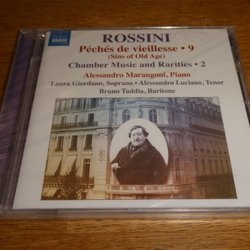 NAXOS
ROSSINI
Péchés de vieillesse • 9
(Sins of Old Age)
Chamber Music and Rarities • 2
Alessandro Marangoni, Piano
Laura Giordano, Soprano • Alessandro Luciano, Tenor
Bruno Taddia, Baritone